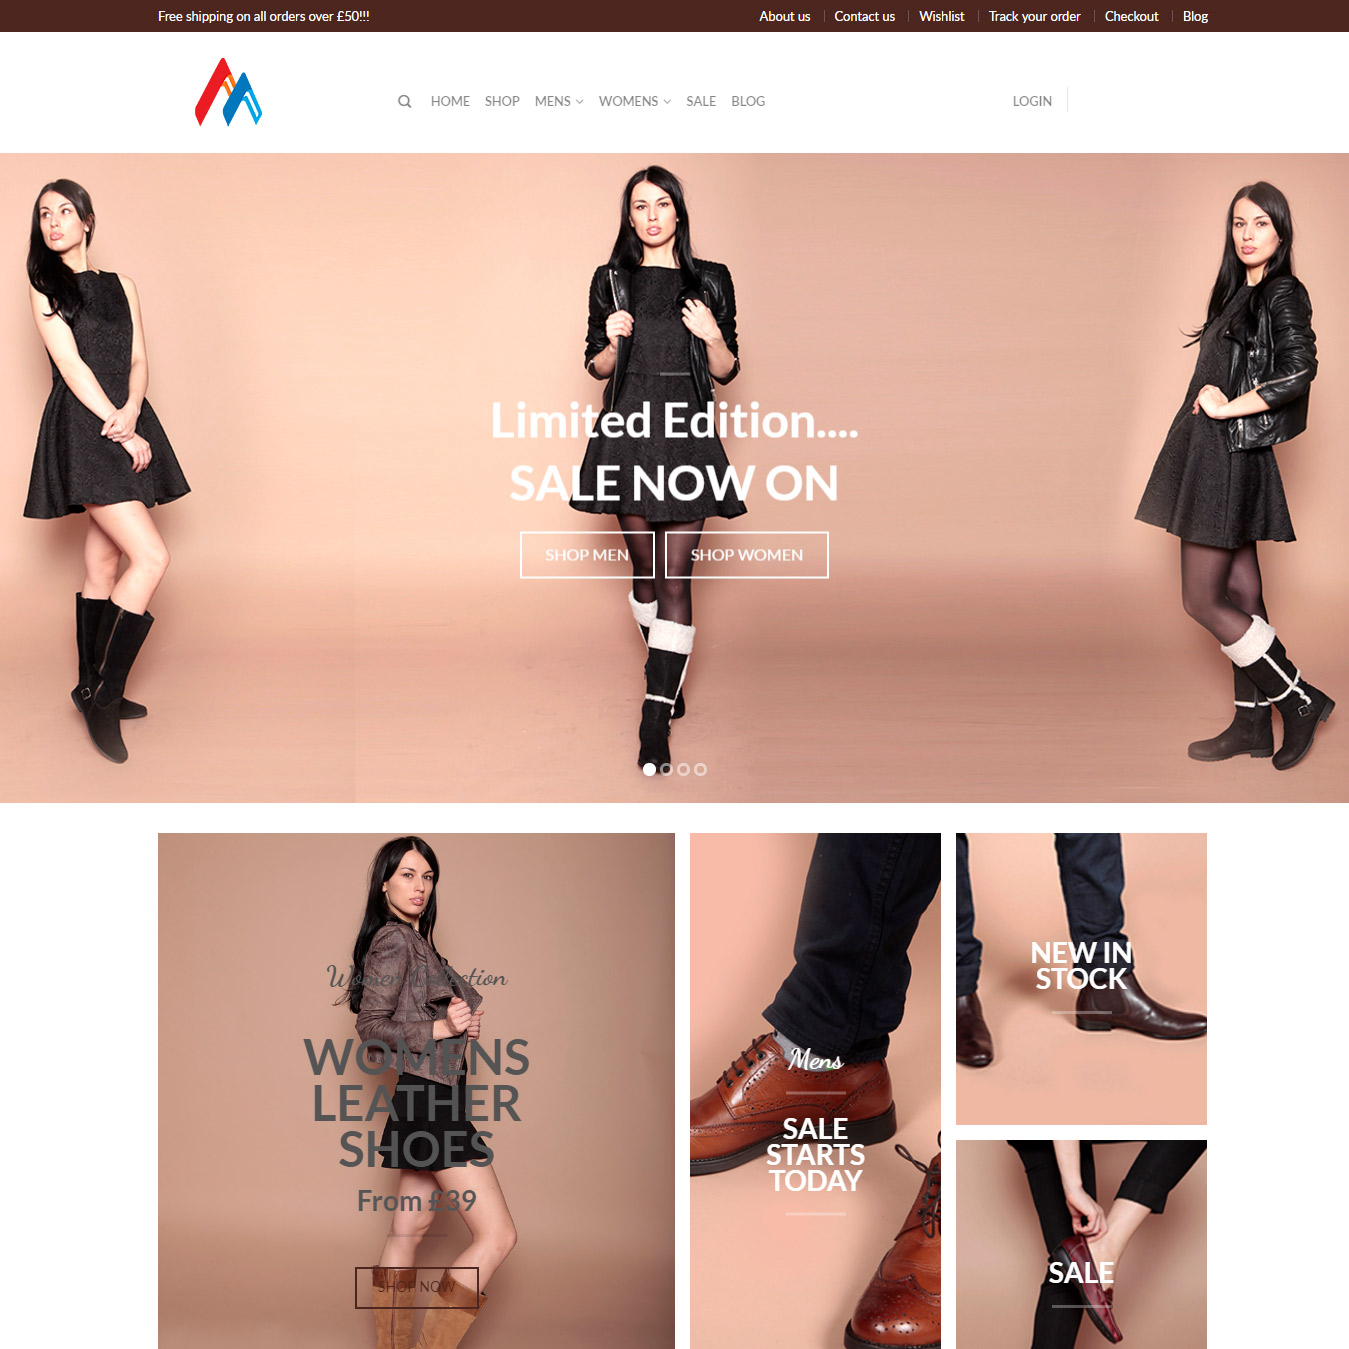 Free shipping on all orders over £50!!!
About us
Contact us
Wishlist
Track your order
Checkout
Blog
HOME
SHOP
MENS
WOMENS
SALE
BLOG
LOGIN
Limited Edition....
SALE NOW ON
SHOP MEN
SHOP WOMEN
Women Collection
WOMENS
LEATHER
SHOES
From £39
SHOP NOW
Mens
SALE
STARTS
TODAY
NEW IN
STOCK
SALE